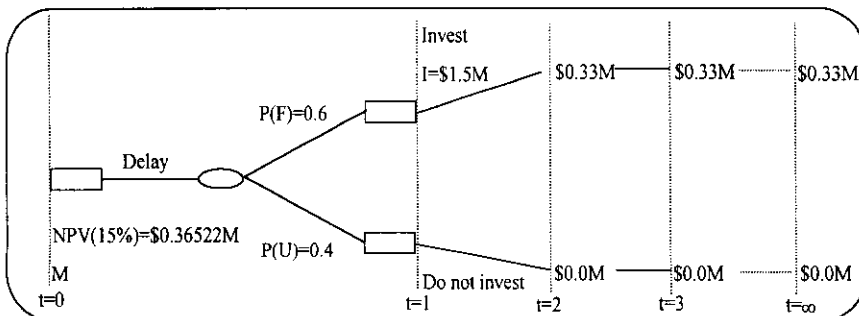 Invest
I=$1.5M
$0.33M
$0.33M
$0.33M
P(F)=0.6
Delay
NPV(15%)=$0.36522M
P(U)=0.4
M
Do not invest
$0.0M
$0.0M
$0.0M
t=0
t=1
t=2
t=3
t=∞